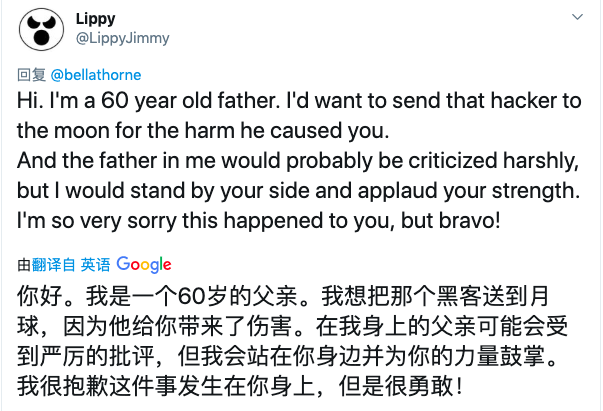 Lippy
@LippyJimmy
回复 @bellathorne
Hi. I'm a 60 year old father. I'd want to send that hacker to
the moon for the harm he caused you.
And the father in me would probably be criticized harshly,
but I would stand by your side and applaud your strength.
I'm so very sorry this happened to you, but bravo!
由翻译自 英语 Google
你好。我是一个60岁的父亲。我想把那个黑客送到月
球，因为他给你带来了伤害。在我身上的父亲可能会受
到严厉的批评，但我会站在你身边并为你的力量鼓掌。
我很抱歉这件事发生在你身上，但是很勇敢！